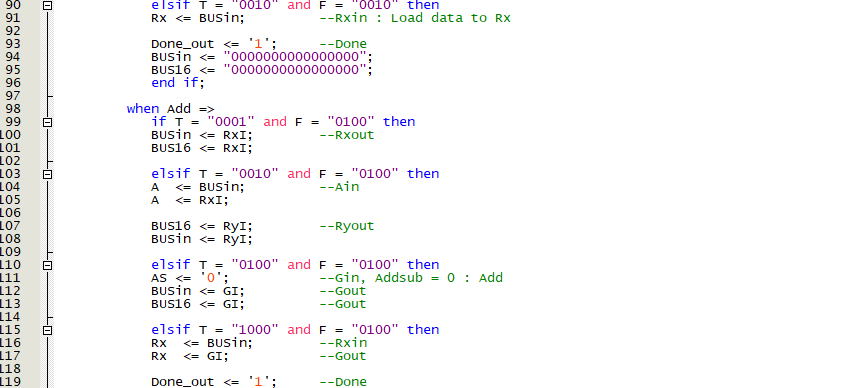 90 elsif T = "0010" and F = "0010" then
91 Rx <= BUSin; --Rxin : Load data to Rx
92
93 Done_out <= '1'; --Done
94 BUSin <= "0000000000000000";
95 BUS16 <= "0000000000000000";
96 end if;
97
98 when Add =>
99 if T = "0001" and F = "0100" then
100 BUSin <= RxI; --Rxout
101 BUS16 <= RxI;
102
103 elsif T = "0010" and F = "0100" then
104 A <= BUSin; --Ain
105 A <= RxI;
106
107 BUS16 <= RyI; --Ryout
108 BUSin <= RyI;
109
110 elsif T = "0100" and F = "0100" then
111 AS <= '0'; --Gin, Addsub = 0 : Add
112 BUSin <= GI; --Gout
113 BUS16 <= GI; --Gout
114
115 elsif T = "1000" and F = "0100" then
116 Rx <= BUSin; --Rxin
117 Rx <= GI; --Gout
118
119 Done_out <= '1'; --Done